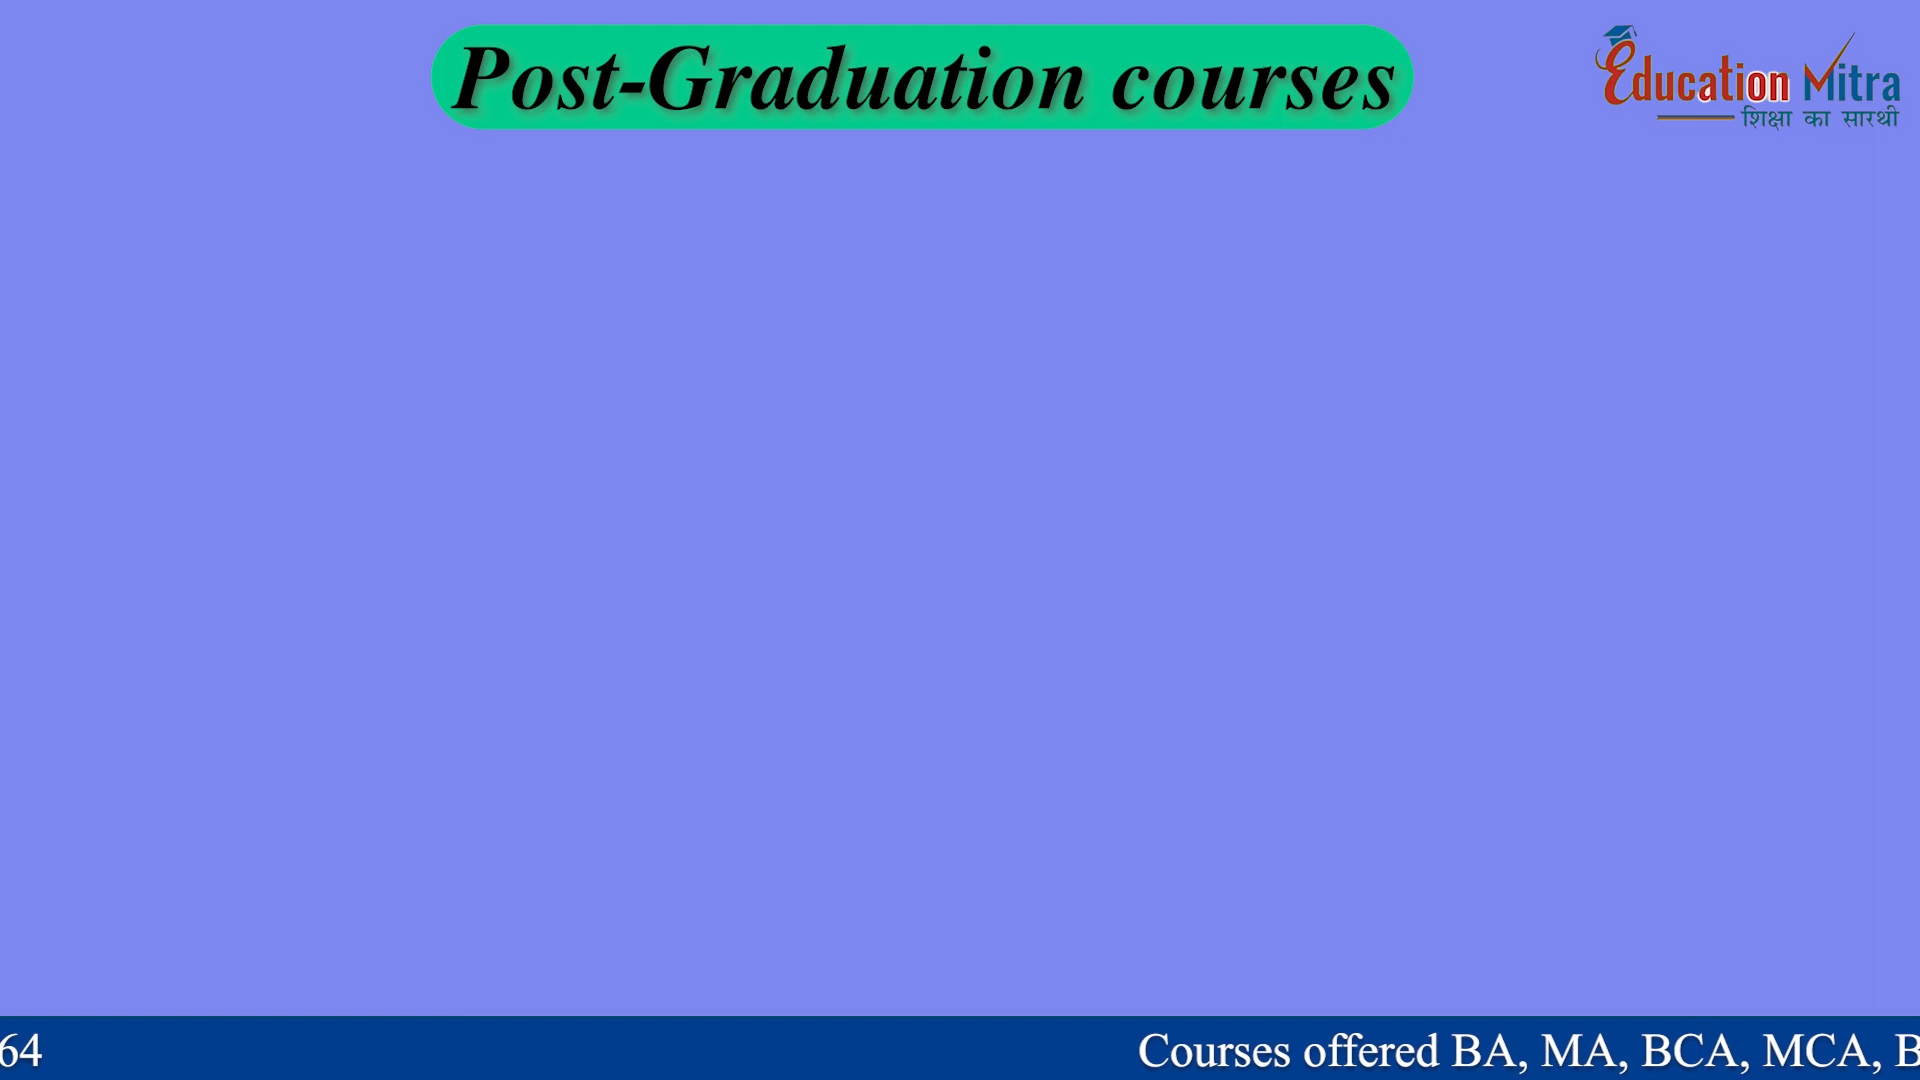 Post-Graduation courses
Education Mitra
शिक्षा का सारथी
64 Courses offered BA, MA, BCA, MCA, B